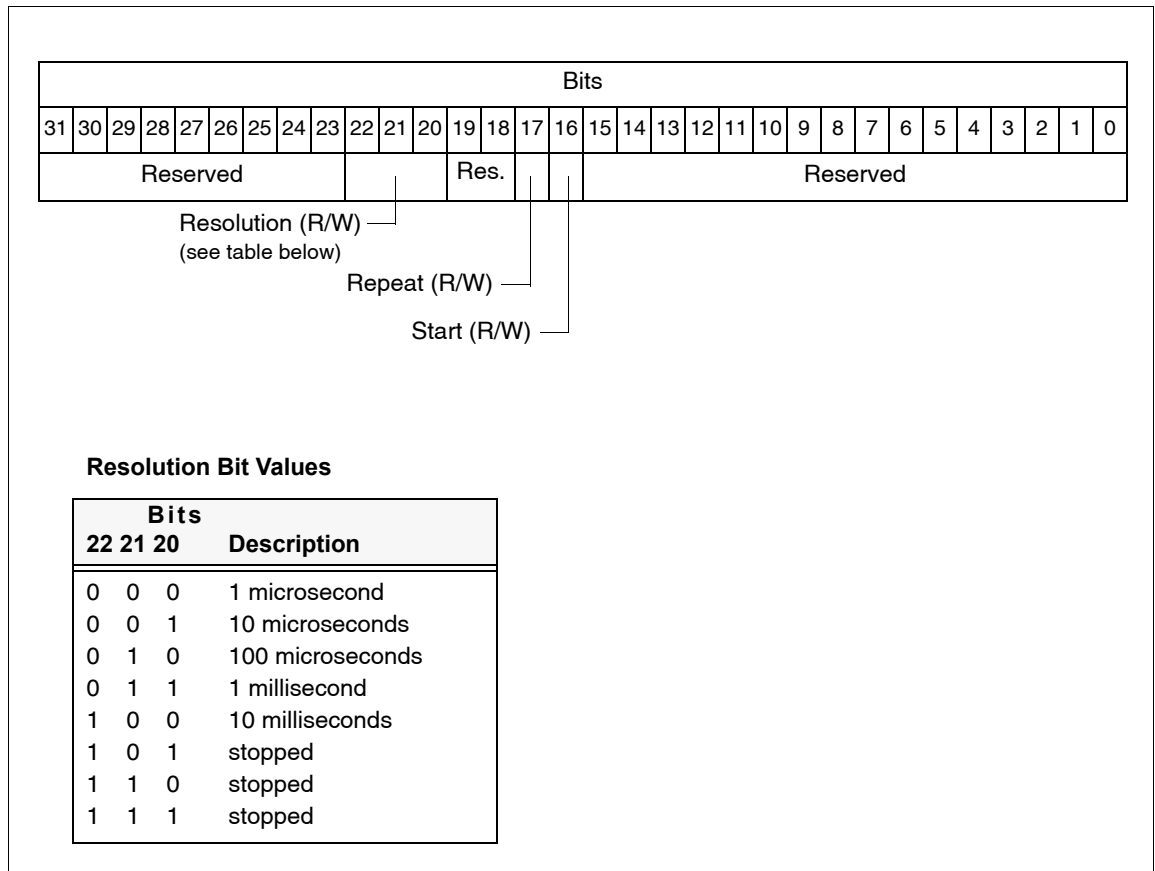 Bits
31 30 29 28 27 26 25 24 23 22 21 20 19 18 17 16 15 14 13 12 11 10 9 8 7 6 5 4 3 2 1 0
Reserved Res. Reserved
Resolution (R/W)
(see table below)
Repeat (R/W)
Start (R/W)
Resolution Bit Values
Bits
22 21 20 Description
0 0 0 1 microsecond
0 0 1 10 microseconds
0 1 0 100 microseconds
0 1 1 1 millisecond
1 0 0 10 milliseconds
1 0 1 stopped
1 1 0 stopped
1 1 1 stopped